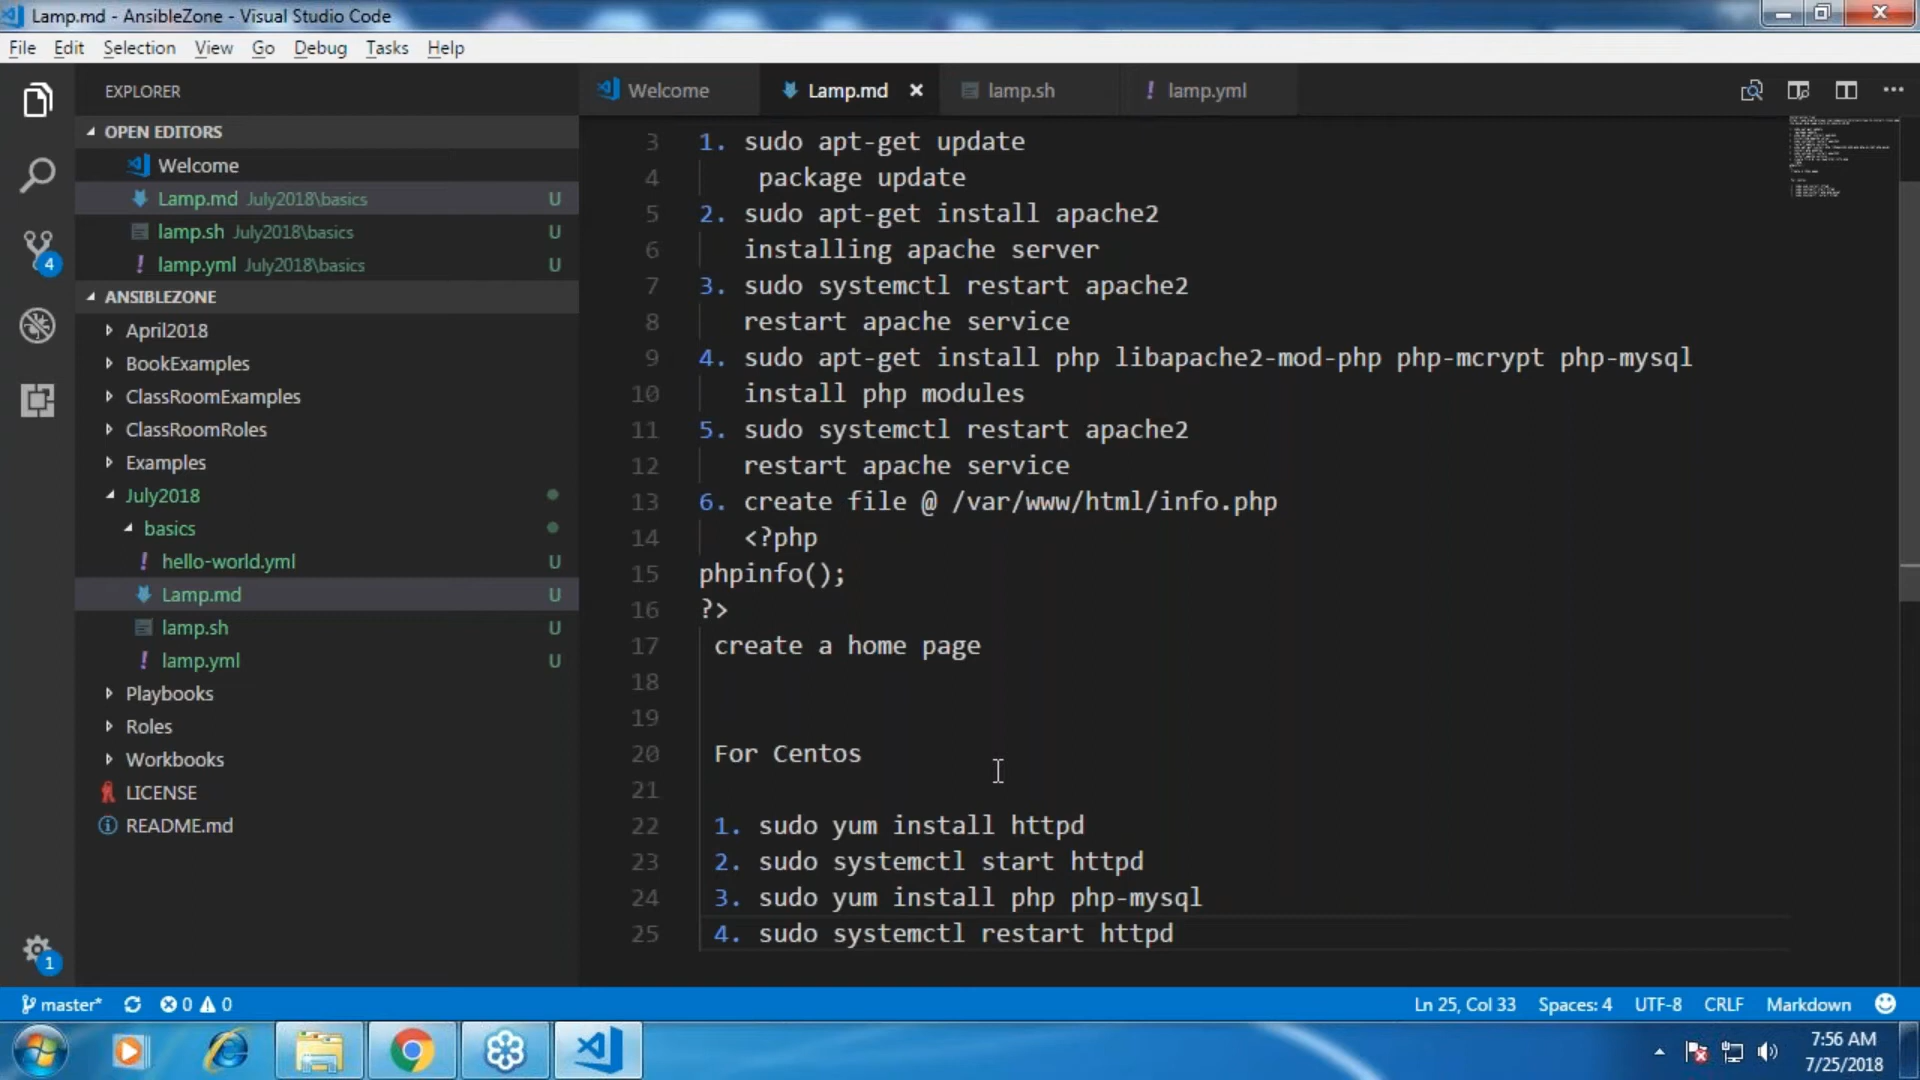 Lamp.md - AnsibleZone - Visual Studio Code
File Edit Selection View Go Debug Tasks Help
EXPLORER
OPEN EDITORS
Welcome
Lamp.md July2018\basics U
lamp.sh July2018\basics U
lamp.yml July2018\basics U
ANSIBLEZONE
April2018
BookExamples
ClassRoomExamples
ClassRoomRoles
Examples
July2018
basics
hello-world.yml U
Lamp.md U
lamp.sh U
lamp.yml U
Playbooks
Roles
Workbooks
LICENSE
README.md
4
1
Welcome Lamp.md lamp.sh lamp.yml
3 1. sudo apt-get update
4 package update
5 2. sudo apt-get install apache2
6 installing apache server
7 3. sudo systemctl restart apache2
8 restart apache service
9 4. sudo apt-get install php libapache2-mod-php php-mcrypt php-mysql
10 install php modules
11 5. sudo systemctl restart apache2
12 restart apache service
13 6. create file @ /var/www/html/info.php
14 <?php
15 phpinfo();
16 ?>
17 create a home page
18
19
20 For Centos
21
22 1. sudo yum install httpd
23 2. sudo systemctl start httpd
24 3. sudo yum install php php-mysql
25 4. sudo systemctl restart httpd
master* 0 0 Ln 25, Col 33 Spaces: 4 UTF-8 CRLF Markdown
7:56 AM
7/25/2018